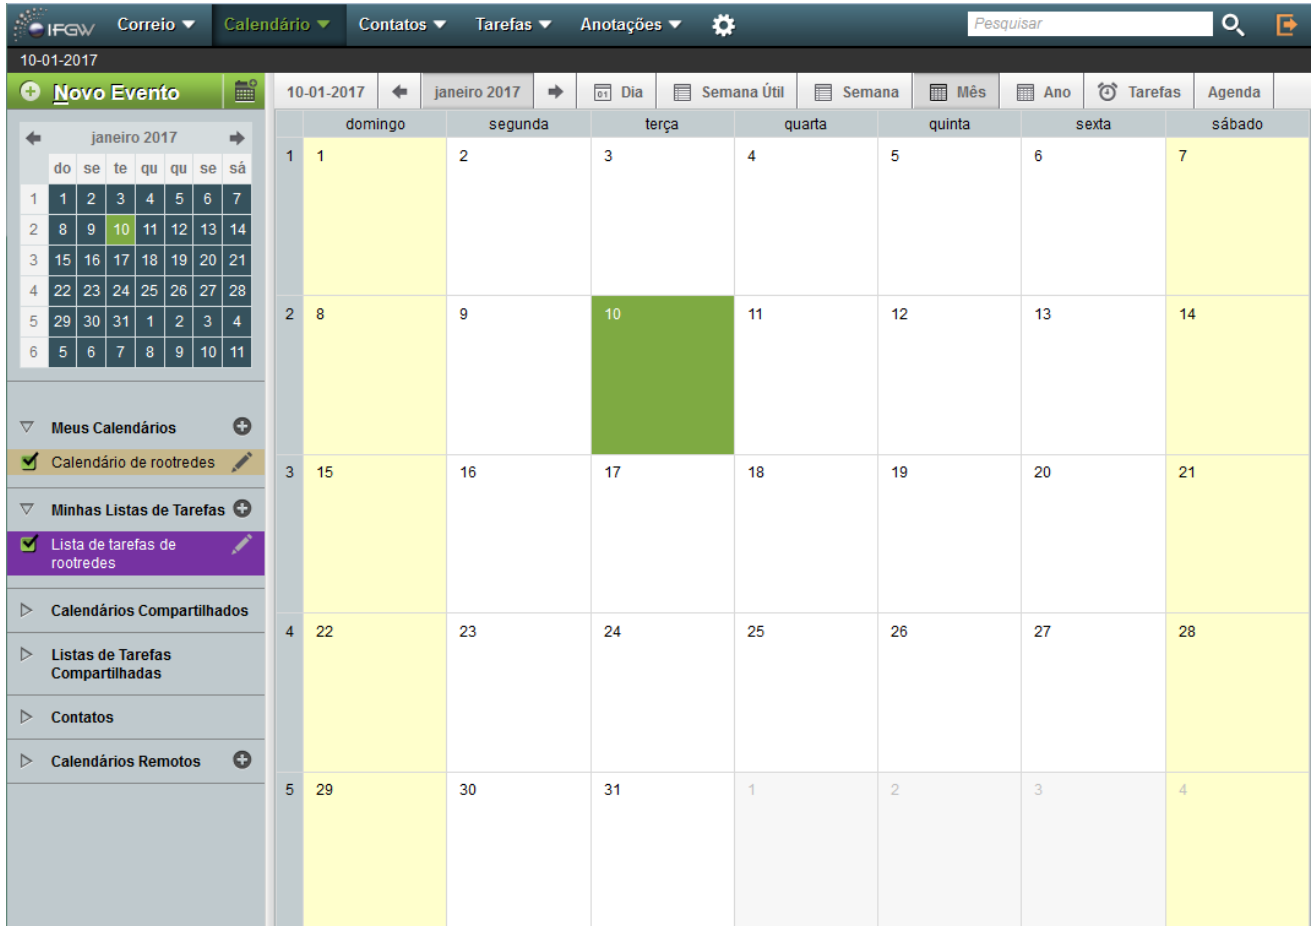 IFGW Correio Calendário Contatos Tarefas Anotações Pesquisar
10-01-2017
Novo Evento
10-01-2017 janeiro 2017 01 Dia Semana Útil Semana Mês Ano Tarefas Agenda
janeiro 2017
do se te qu qu se sá
1 1 2 3 4 5 6 7
2 8 9 10 11 12 13 14
3 15 16 17 18 19 20 21
4 22 23 24 25 26 27 28
5 29 30 31 1 2 3 4
6 5 6 7 8 9 10 11
Meus Calendários
Calendário de rootredes
Minhas Listas de Tarefas
Lista de tarefas de
rootredes
Calendários Compartilhados
Listas de Tarefas
Compartilhadas
Contatos
Calendários Remotos
domingo segunda terça quarta quinta sexta sábado
1 1 2 3 4 5 6 7
2 8 9 10 11 12 13 14
3 15 16 17 18 19 20 21
4 22 23 24 25 26 27 28
5 29 30 31 1 2 3 4